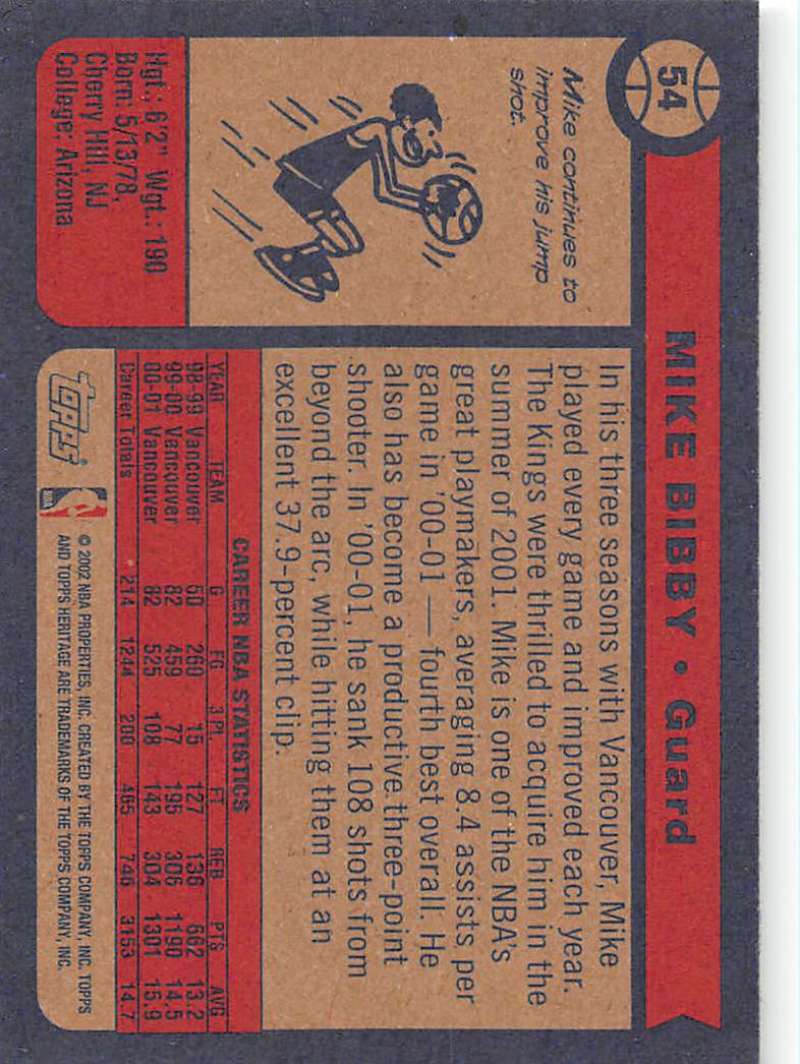 54
MIKE BIBBY • Guard
Mike continues to
improve his jump
shot.
Hgt.: 6'2" Wgt.: 190
Born: 5/13/78,
Cherry Hill, NJ
College: Arizona
In his three seasons with Vancouver, Mike
played every game and improved each year.
The Kings were thrilled to acquire him in the
summer of 2001. Mike is one of the NBA's
great playmakers, averaging 8.4 assists per
game in '00-01 — fourth best overall. He
also has become a productive three-point
shooter. In '00-01, he sank 108 shots from
beyond the arc, while hitting them at an
excellent 37.9-percent clip.
CAREER NBA STATISTICS
YEAR TEAM G FG 3PT FT REB PTS AVG
98-99 Vancouver 50 260 15 127 136 662 13.2
99-00 Vancouver 82 459 77 195 306 1190 14.5
00-01 Vancouver 82 525 108 143 304 1301 15.9
Career Totals 214 1244 200 465 746 3153 14.7
TOPPS®
© 2002 NBA PROPERTIES, INC. CREATED BY THE TOPPS COMPANY, INC. TOPPS
AND TOPPS HERITAGE ARE TRADEMARKS OF THE TOPPS COMPANY, INC.